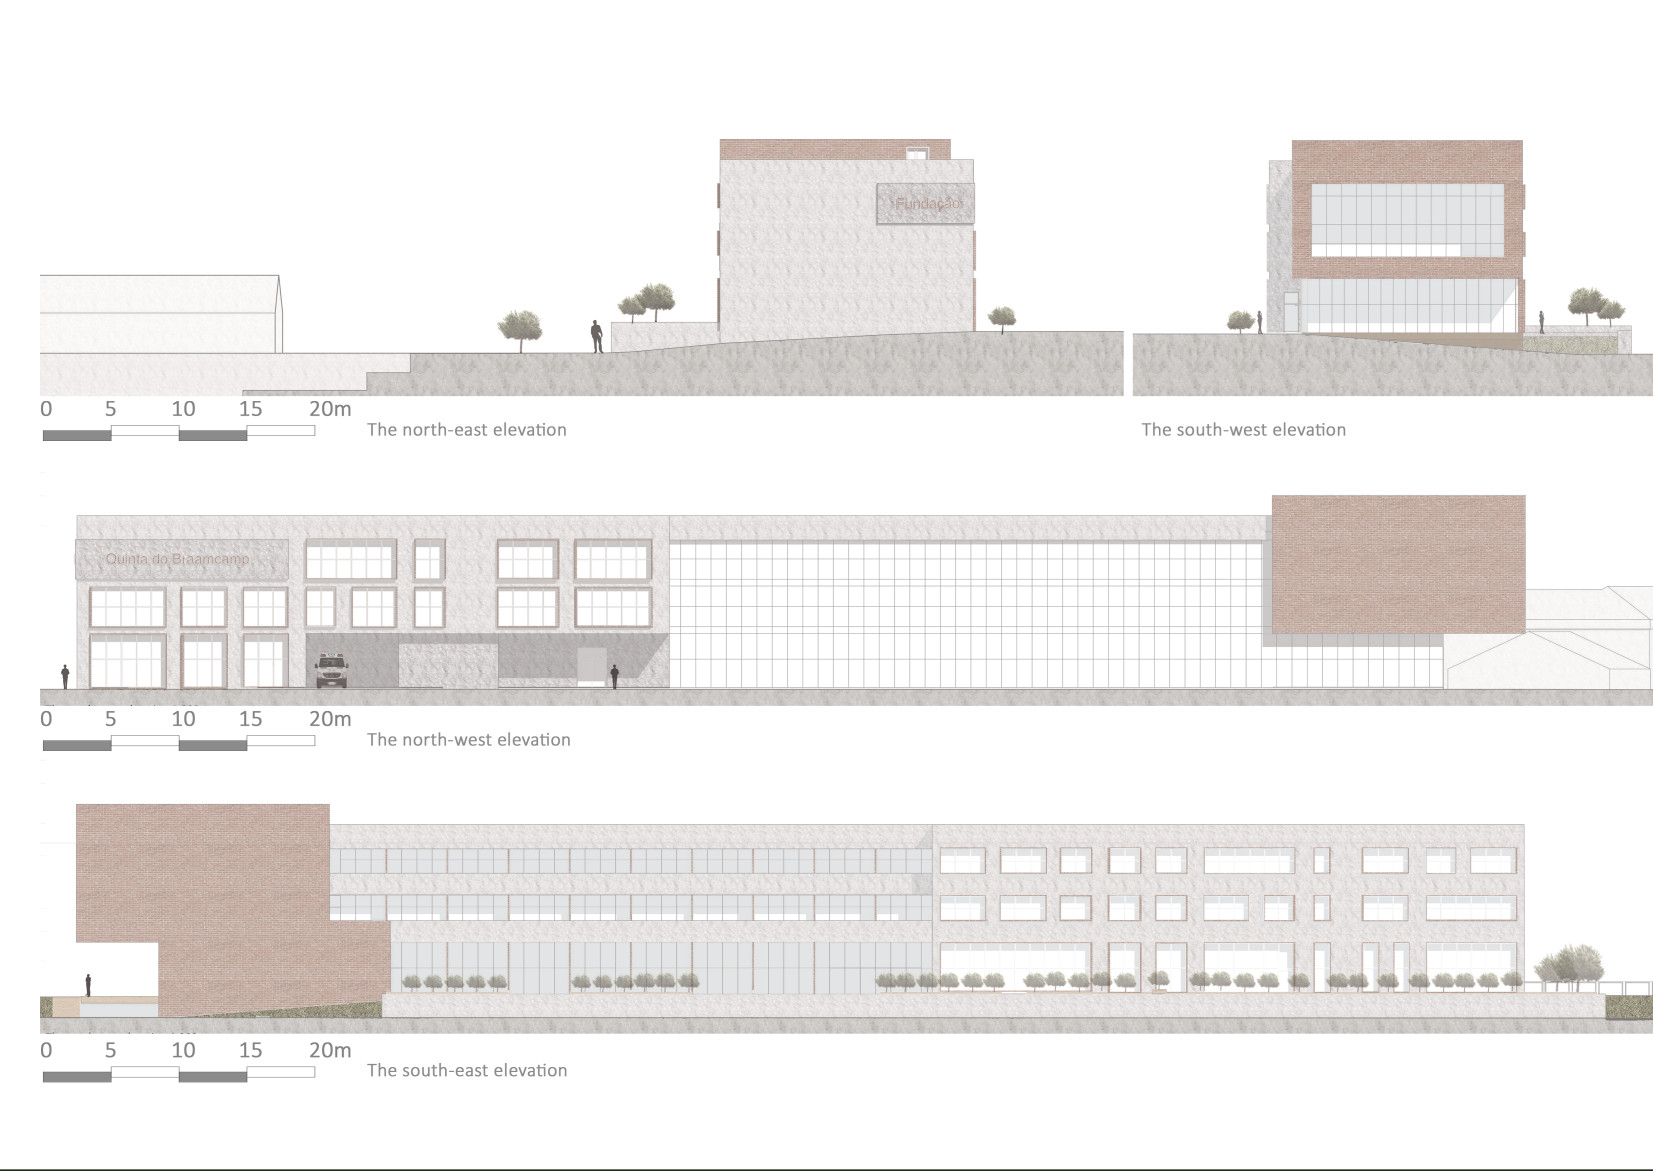 Fundação
0 5 10 15 20m
The north-east elevation
The south-west elevation
Quinta do Braamcamp
0 5 10 15 20m
The north-west elevation
0 5 10 15 20m
The south-east elevation